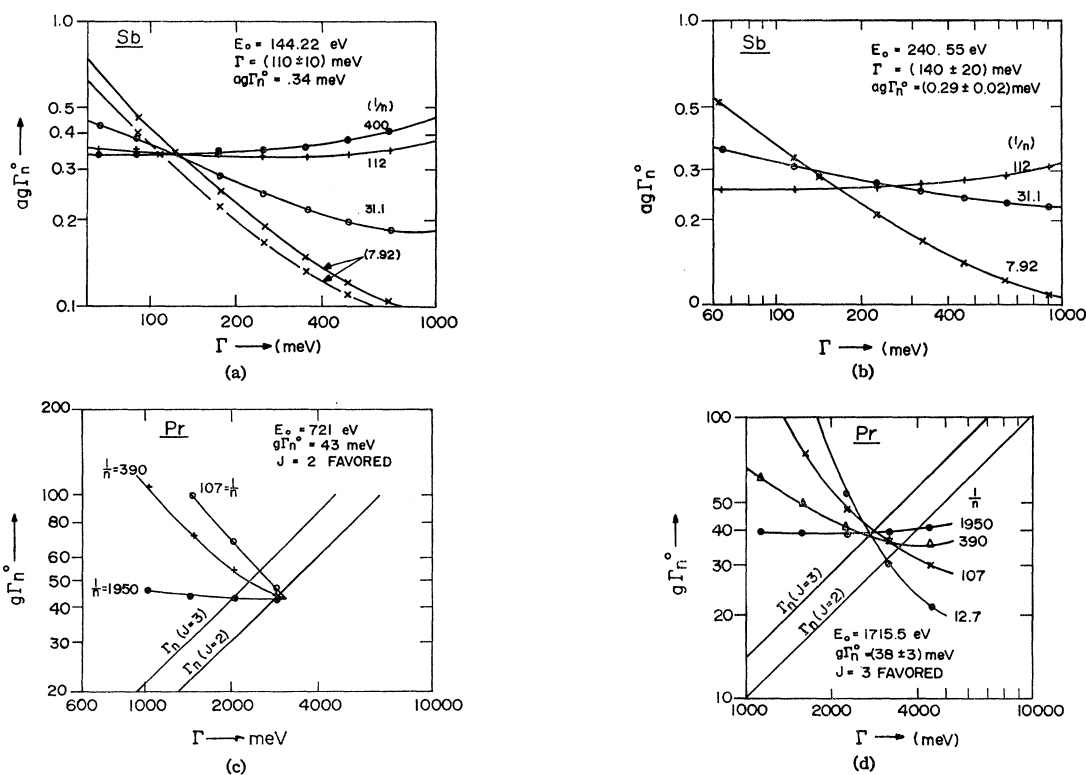 1.0
Sb
E₀ = 144.22 eV
Γ = (110 ±10) meV
agΓn° = .34 meV
(1/n)
0.5
0.4
400
0.3
112
agΓn°
0.2
31.1
(7.92)
0.1
100
200
400
1000
Γ → (meV)
(a)
1.0
Sb
E₀ = 240.55 eV
Γ = (140 ± 20) meV
agΓn° = (0.29 ± 0.02) meV
0.5
(1/n)
0.3
112
31.1
agΓn°
0.2
7.92
0
60
100
200
400
1000
Γ → (meV)
(b)
200
Pr
E₀ = 721 eV
gΓn° = 43 meV
J = 2 FAVORED
1/n = 390
107 = 1/n
100
80
60
50
1/n = 1950
40
30
20
gΓn°
Γn (J = 3)
Γn (J = 2)
600
1000
2000
4000
10000
Γ → meV
(c)
100
Pr
1/n
50
1950
40
390
30
107
20
12.7
10
gΓn°
Γn (J = 3)
Γn (J = 2)
E₀ = 1715.5 eV
gΓn° = (38 ±3) meV
J = 3 FAVORED
1000
2000
4000
10000
Γ → (meV)
(d)